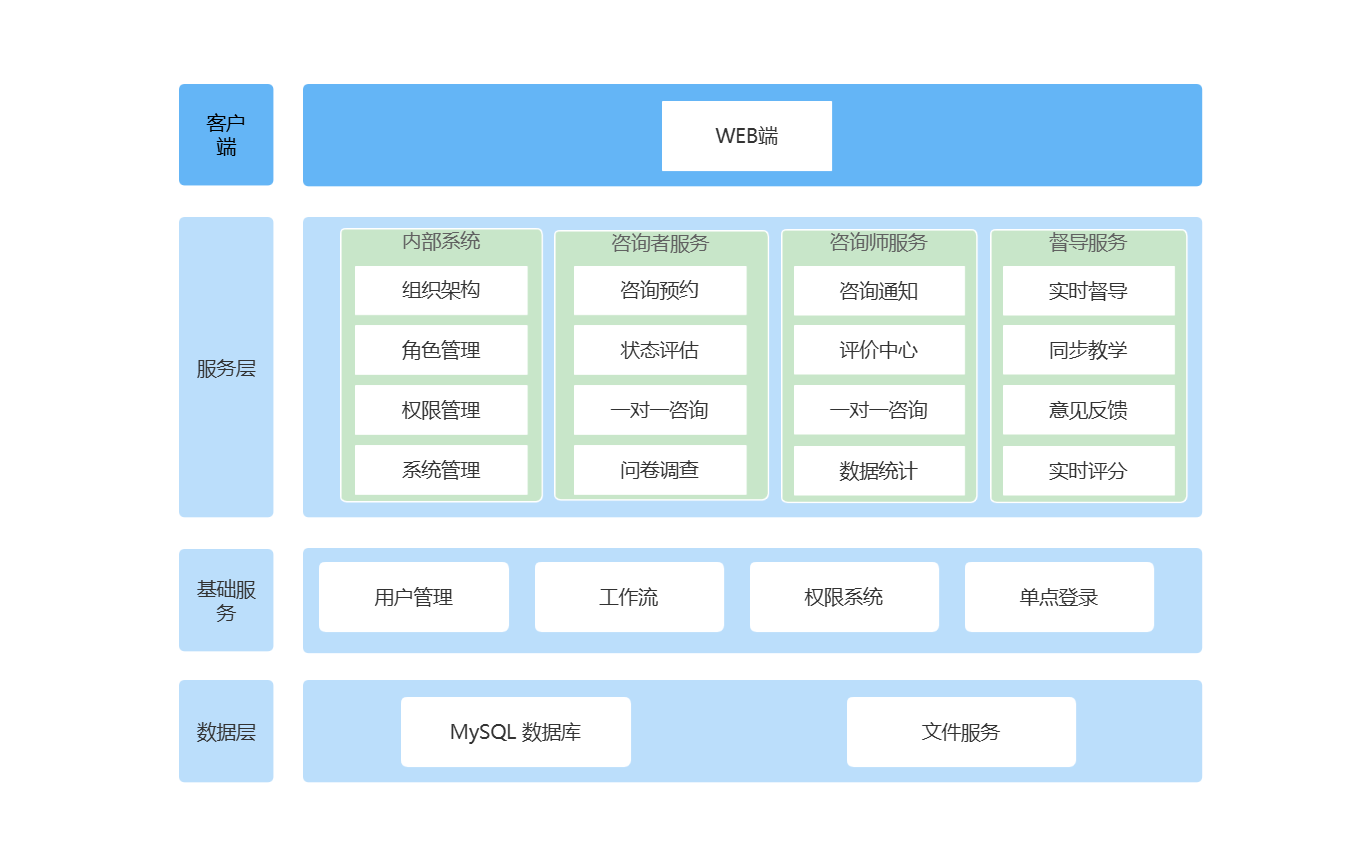 客户
端
WEB端
服务层
内部系统
组织架构
角色管理
权限管理
系统管理
咨询者服务
咨询预约
状态评估
一对一咨询
问卷调查
咨询师服务
咨询通知
评价中心
一对一咨询
数据统计
督导服务
实时督导
同步教学
意见反馈
实时评分
基础服
务
用户管理
工作流
权限系统
单点登录
数据层
MySQL 数据库
文件服务